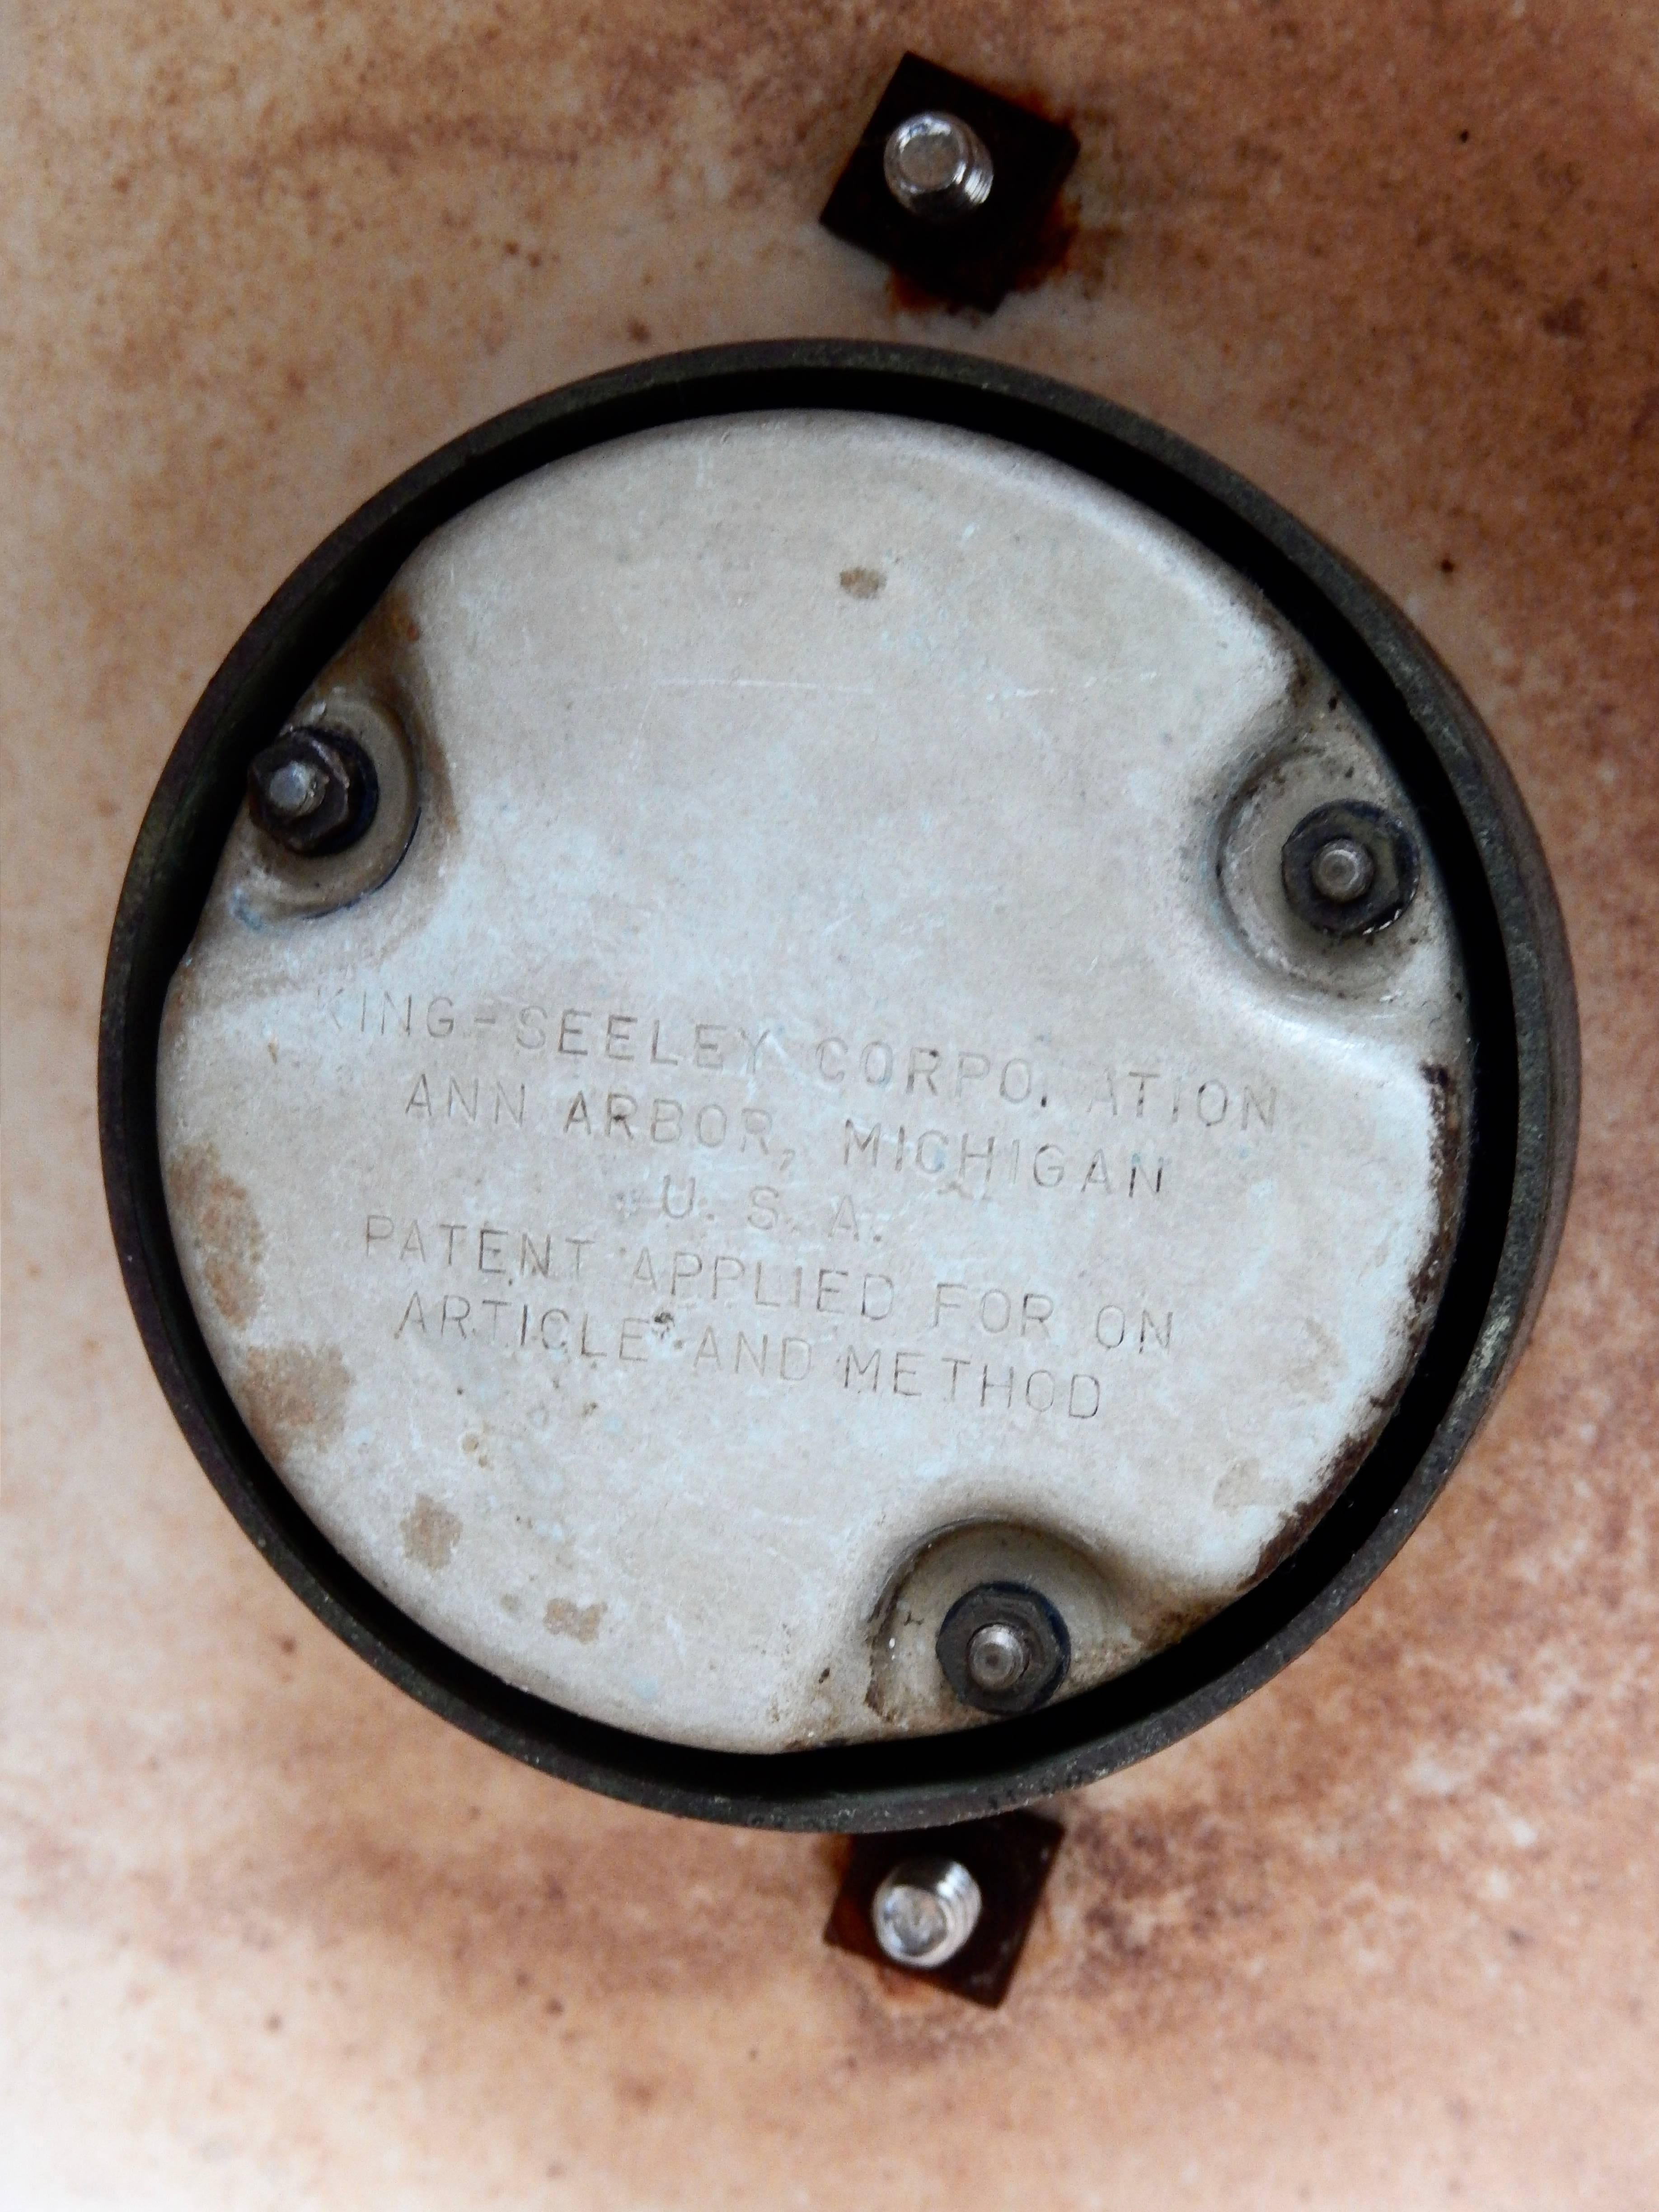 KING-SEELEY CORPORATION
ANN ARBOR, MICHIGAN
U. S. A.
PATENT APPLIED FOR ON
ARTICLE AND METHOD